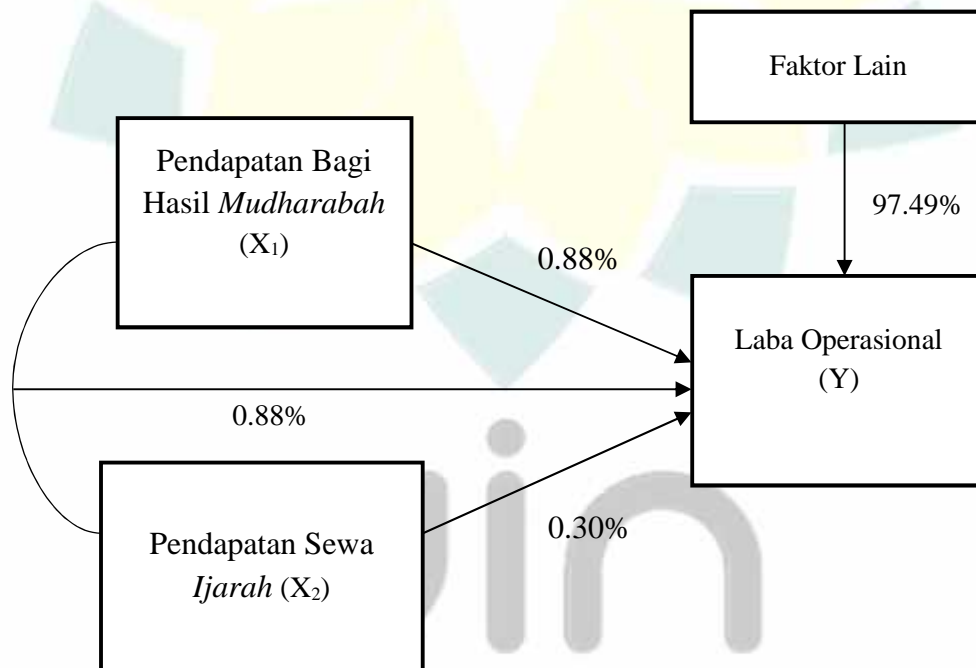 Faktor Lain
Pendapatan Bagi
Hasil Mudharabah
(X₁)
97.49%
0.88%
Laba Operasional
(Y)
0.88%
0.30%
Pendapatan Sewa
Ijarah (X₂)